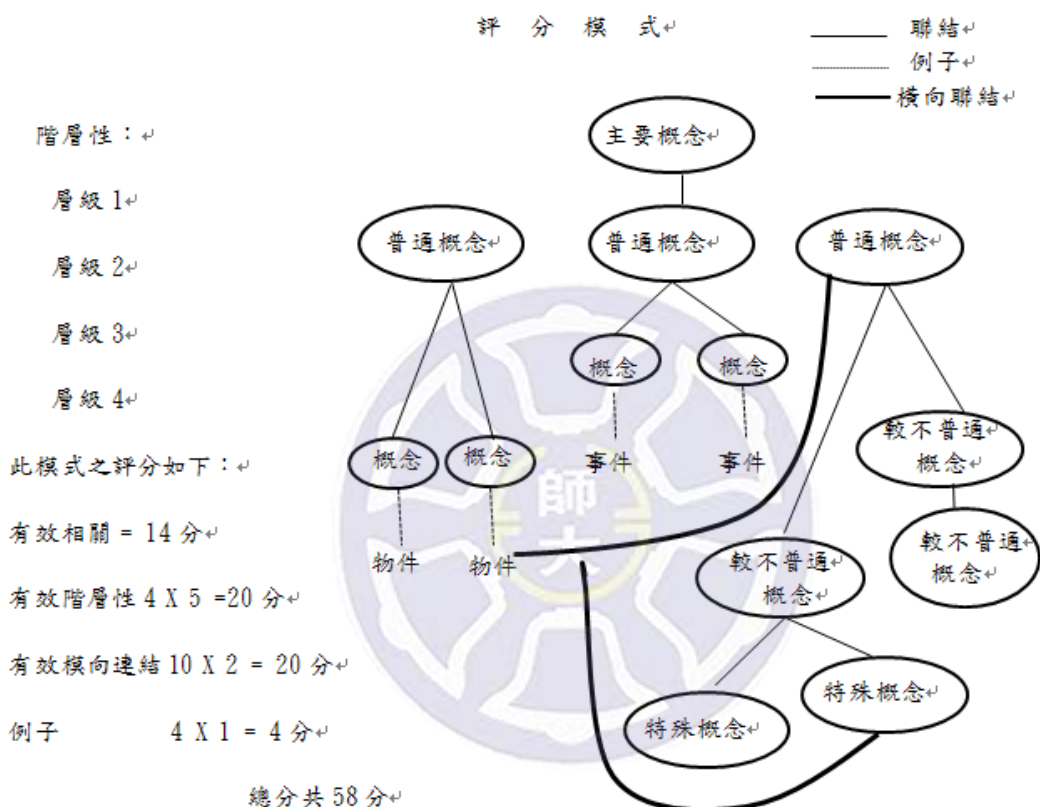 評 分 模 式
聯結
例子
橫向聯結
階層性：
主要概念
層級 1
普通概念
普通概念
普通概念
層級 2
層級 3
概念
概念
層級 4
較不普通
概念
概念
概念
事件
事件
此模式之評分如下：
有效相關 = 14 分
師
大
物件
物件
較不普通
概念
較不普通
概念
有效階層性 4 X 5 =20 分
有效模向連結 10 X 2 = 20 分
特殊概念
特殊概念
例子 4 X 1 = 4 分
總分共 58 分